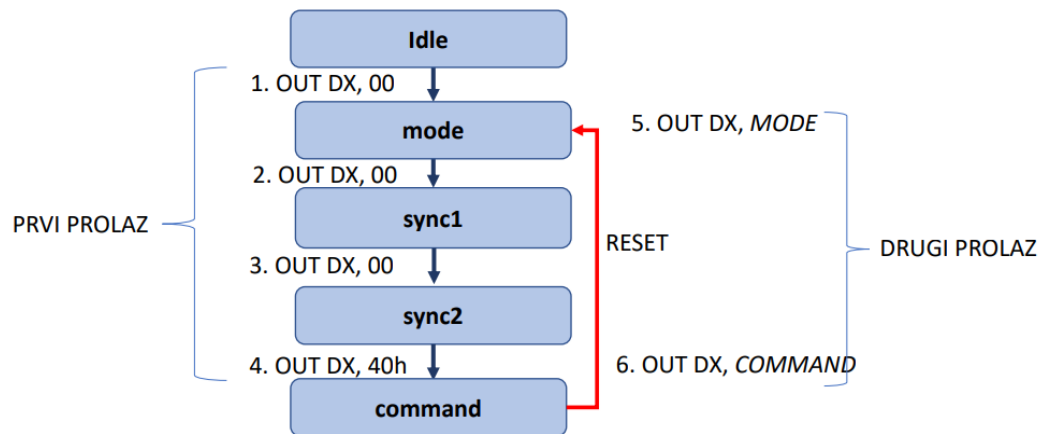 Idle
1. OUT DX, 00
mode
5. OUT DX, MODE
2. OUT DX, 00
PRVI PROLAZ
sync1
RESET
DRUGI PROLAZ
3. OUT DX, 00
sync2
4. OUT DX, 40h
6. OUT DX, COMMAND
command